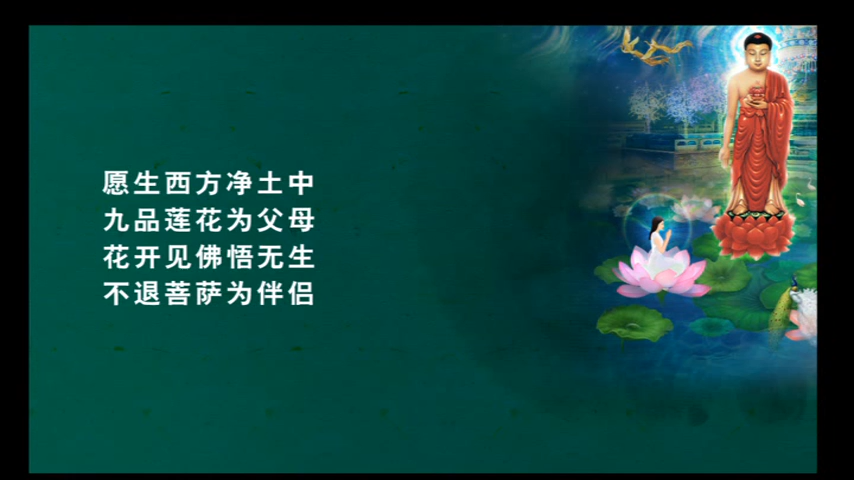 愿生西方净土中
九品莲花为父母
花开见佛悟无生
不退菩萨为伴侣